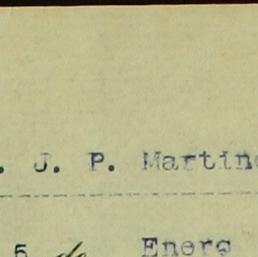 . J. P. Martin
5 de Enero